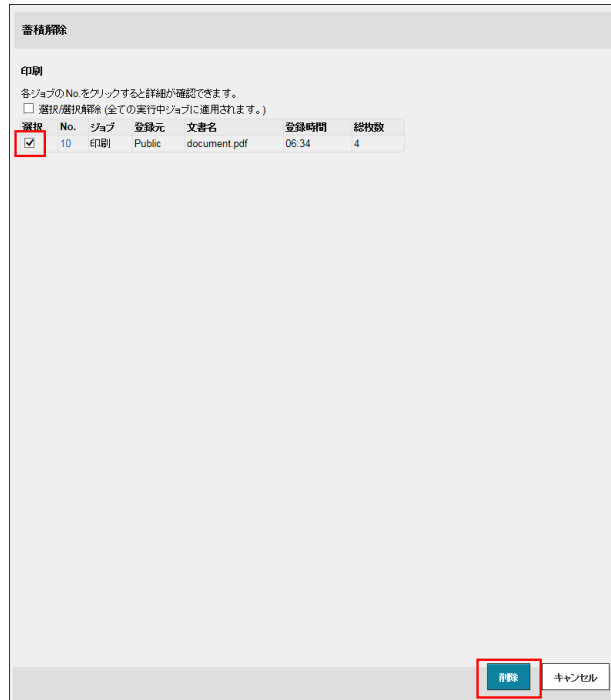 蓄積解除
印刷
各ジョブのNo.をクリックすると詳細が確認できます。
選択/選択解除 (全ての実行中ジョブに適用されます。)
選択 No. ジョブ 登録元 文書名 登録時間 総枚数
10 印刷 Public document.pdf 06:34 4
削除 キャンセル